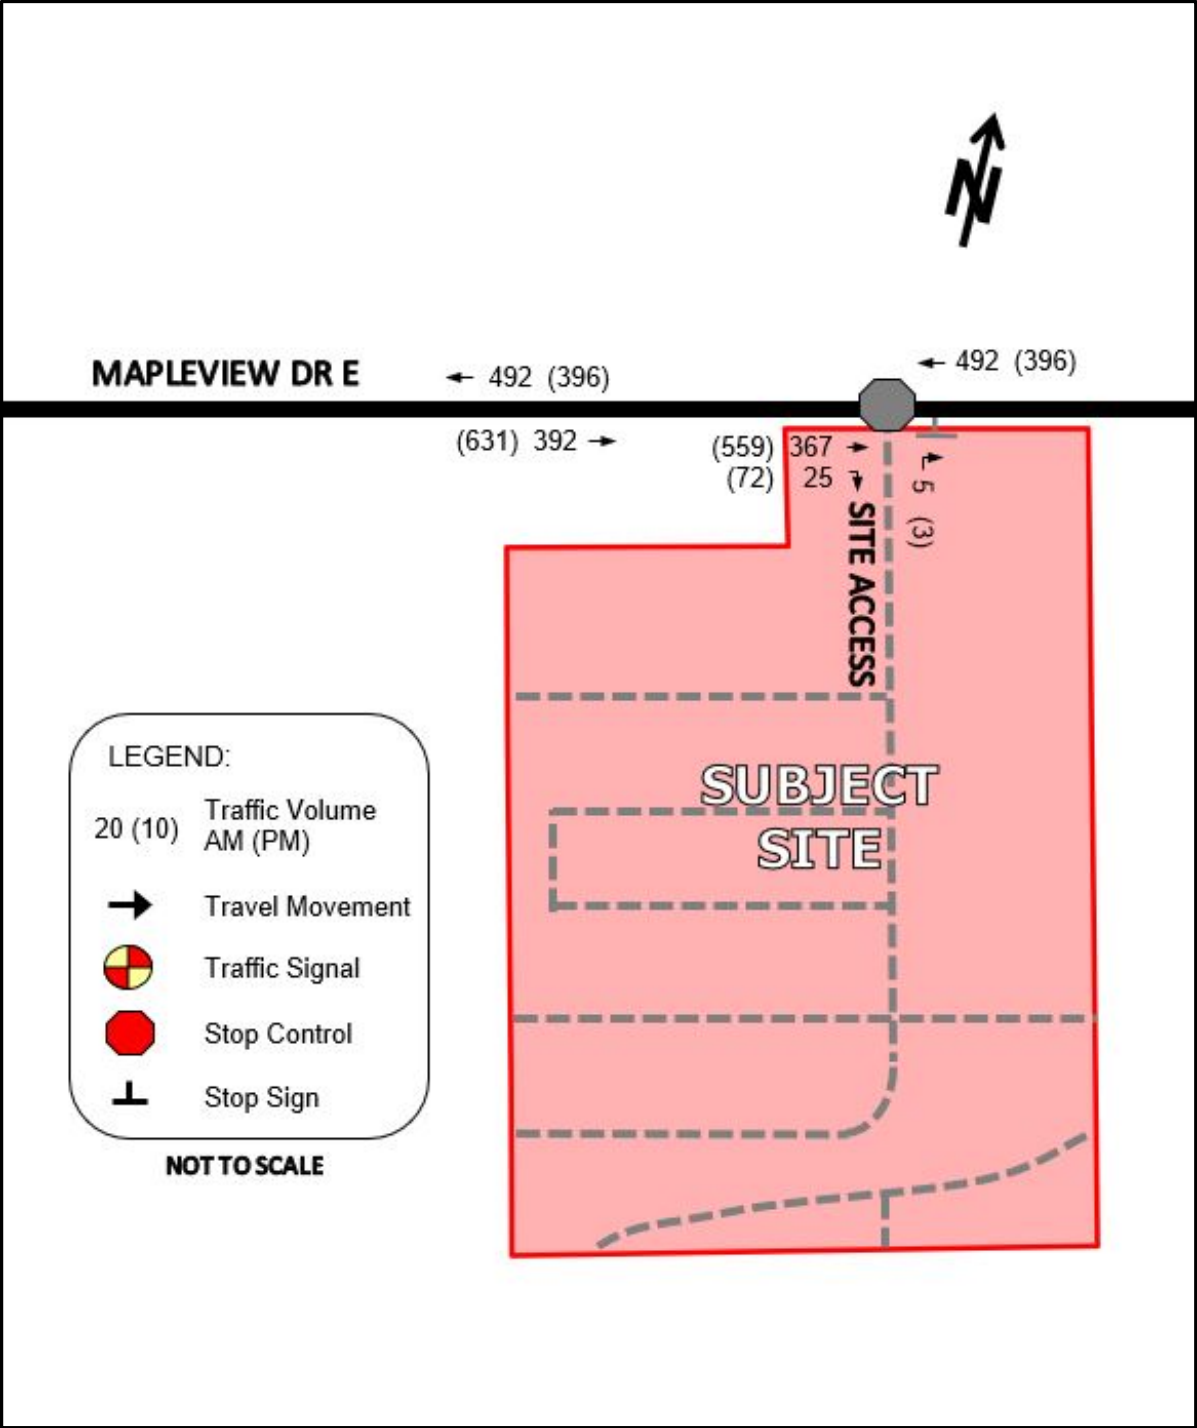 N
MAPLEVIEW DR E
492 (396)
492 (396)
(631) 392
(559) 367
(72) 25
5 (3)
SITE ACCESS
SUBJECT
SITE
LEGEND:
20 (10)
Traffic Volume
AM (PM)
Travel Movement
Traffic Signal
Stop Control
Stop Sign
NOT TO SCALE